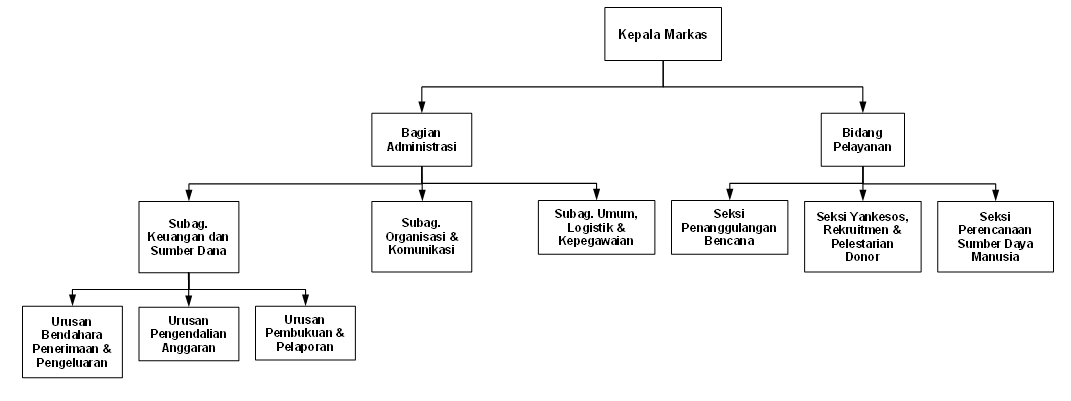 Kepala Markas
Bagian
Administrasi
Bidang
Pelayanan
Subag.
Keuangan dan
Sumber Dana
Subag.
Organisasi &
Komunikasi
Subag. Umum,
Logistik &
Kepegawaian
Seksi
Penanggulangan
Bencana
Seksi Yankesos,
Rekruitmen &
Pelestarian
Donor
Seksi
Perencanaan
Sumber Daya
Manusia
Urusan
Bendahara
Penerimaan &
Pengeluaran
Urusan
Pengendalian
Anggaran
Urusan
Pembukuan &
Pelaporan